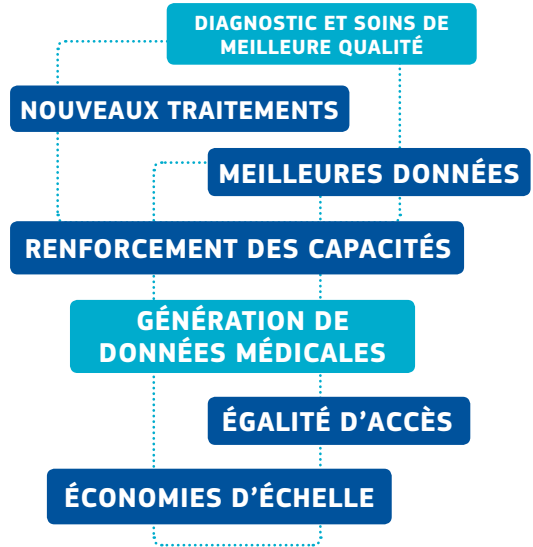 DIAGNOSTIC ET SOINS DE
MEILLEURE QUALITÉ
NOUVEAUX TRAITEMENTS
MEILLEURES DONNÉES
RENFORCEMENT DES CAPACITÉS
GÉNÉRATION DE
DONNÉES MÉDICALES
ÉGALITÉ D’ACCÈS
ÉCONOMIES D’ÉCHELLE